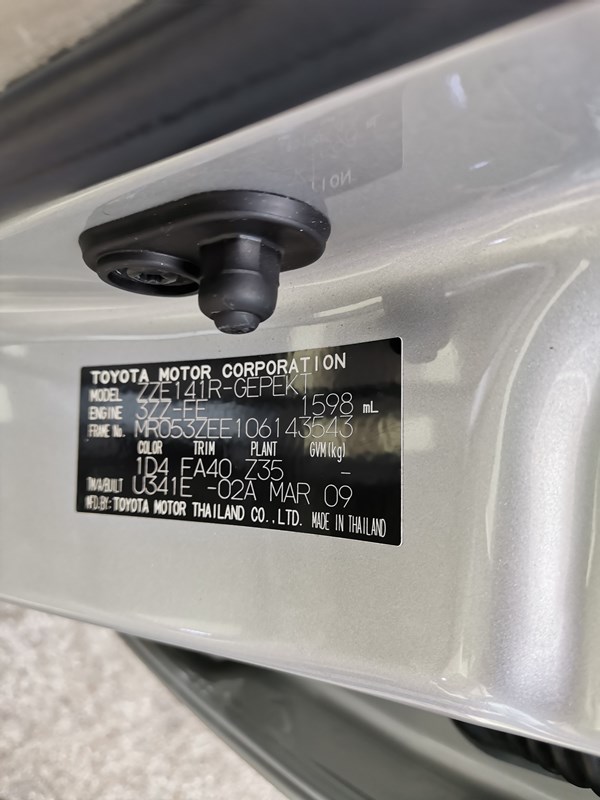 TOYOTA MOTOR CORPORATION
MODEL ZZE141R-GEPEKT
ENGINE 3ZZ-FE 1598 mL
FRAME No. MR053ZEE106143543
COLOR TRIM PLANT GVM(kg)
1D4 FA40 Z35 -
TM/A/BUILT U341E -02A MAR 09
MFD.BY: TOYOTA MOTOR THAILAND CO.,LTD. MADE IN THAILAND